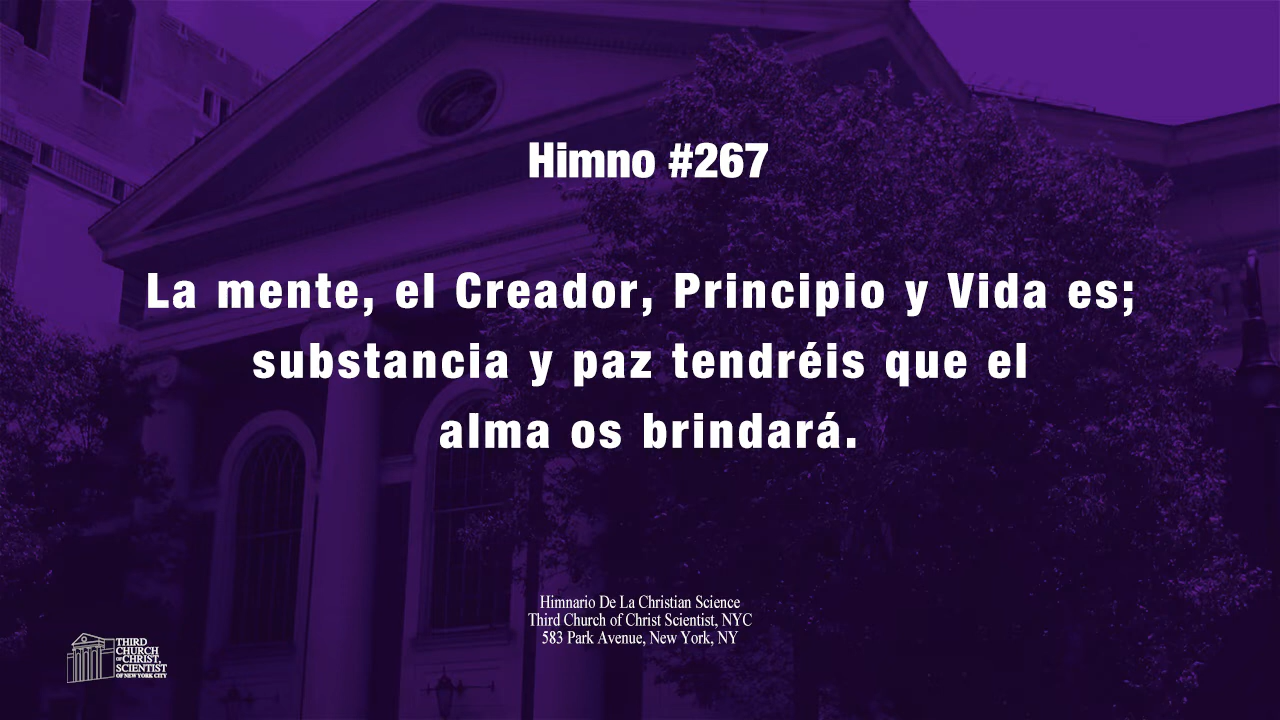 Himno #267
La mente, el Creador, Principio y Vida es;
substancia y paz tendréis que el
alma os brindará.
Himnario De La Christian Science
Third Church of Christ Scientist, NYC
583 Park Avenue, New York, NY
THIRD
CHURCH
OF CHRIST,
SCIENTIST
OF NEW YORK CITY